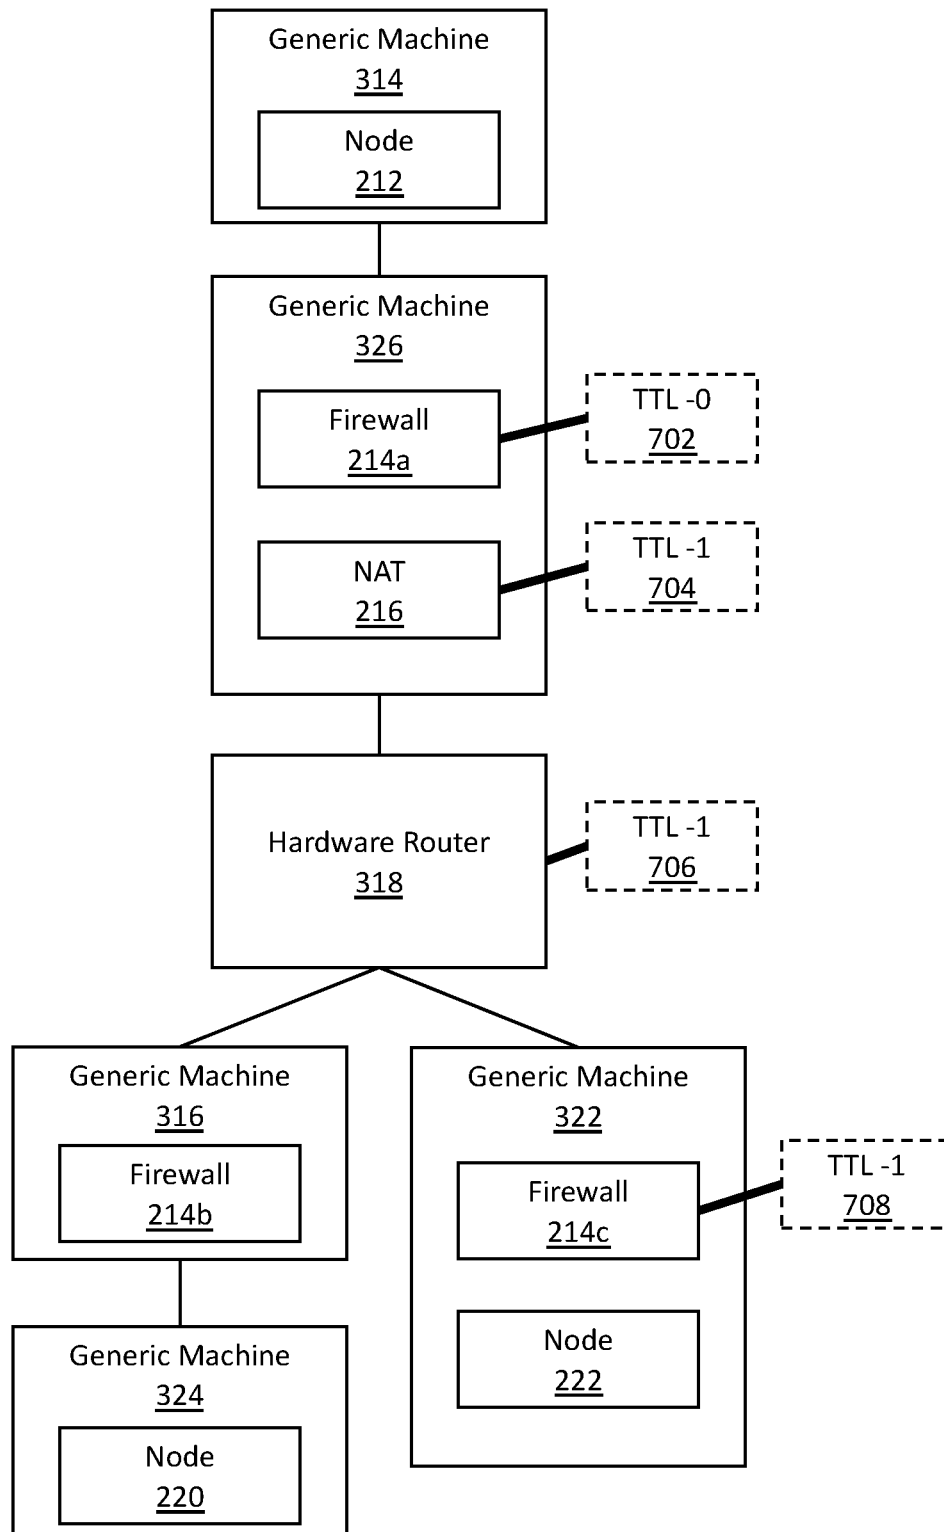 Generic Machine
314
Node
212
Generic Machine
326
Firewall
214a
TTL -0
702
NAT
216
TTL -1
704
Hardware Router
318
TTL -1
706
Generic Machine
316
Firewall
214b
Generic Machine
322
Firewall
214c
TTL -1
708
Node
222
Generic Machine
324
Node
220